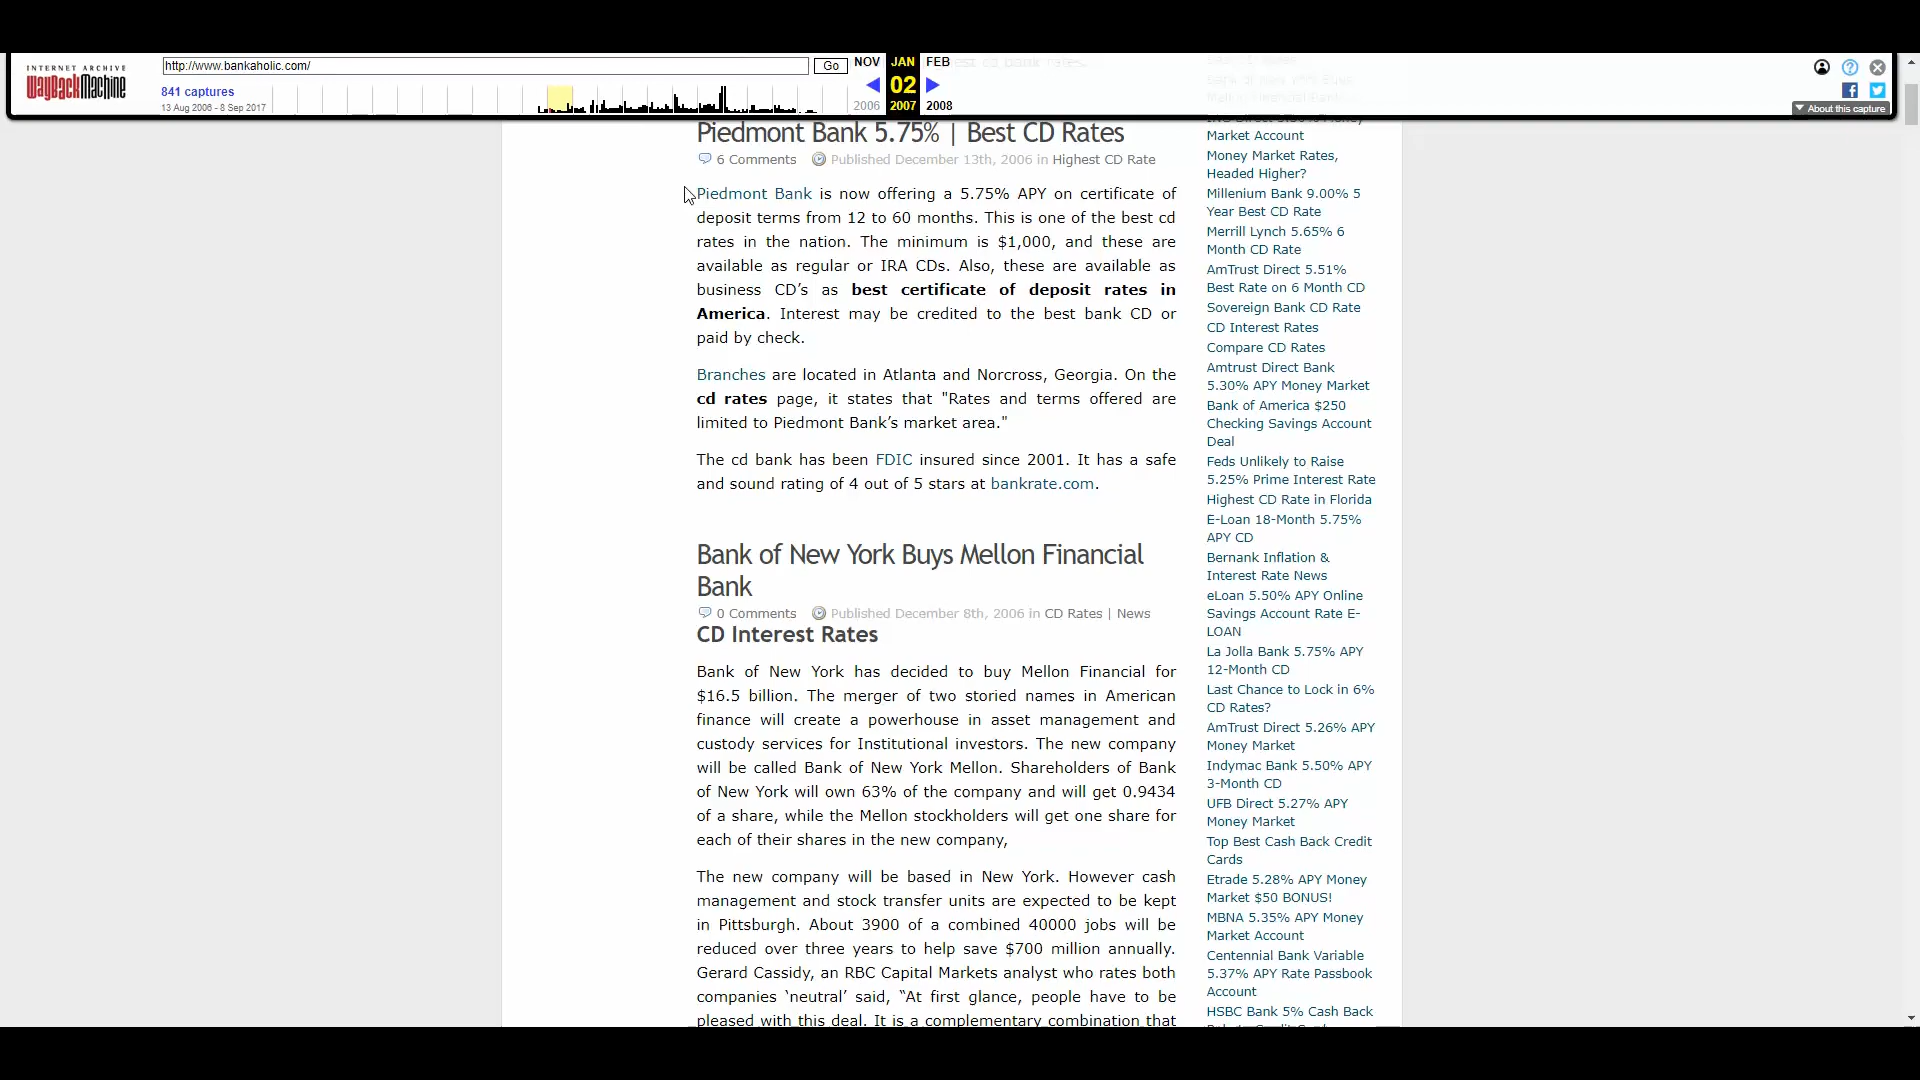 INTERNET ARCHIVE
WayBackMachine
http://www.bankaholic.com/
Go
841 captures
13 Aug 2006 - 8 Sep 2017
NOV JAN FEB
02
2006 2007 2008
About this capture
Piedmont Bank 5.75% | Best CD Rates
6 Comments Published December 13th, 2006 in Highest CD Rate
Piedmont Bank is now offering a 5.75% APY on certificate of
deposit terms from 12 to 60 months. This is one of the best cd
rates in the nation. The minimum is $1,000, and these are
available as regular or IRA CDs. Also, these are available as
business CD’s as best certificate of deposit rates in
America. Interest may be credited to the best bank CD or
paid by check.
Branches are located in Atlanta and Norcross, Georgia. On the
cd rates page, it states that "Rates and terms offered are
limited to Piedmont Bank’s market area."
The cd bank has been FDIC insured since 2001. It has a safe
and sound rating of 4 out of 5 stars at bankrate.com.
Bank of New York Buys Mellon Financial
Bank
0 Comments Published December 8th, 2006 in CD Rates | News
CD Interest Rates
Bank of New York has decided to buy Mellon Financial for
$16.5 billion. The merger of two storied names in American
finance will create a powerhouse in asset management and
custody services for Institutional investors. The new company
will be called Bank of New York Mellon. Shareholders of Bank
of New York will own 63% of the company and will get 0.9434
of a share, while the Mellon stockholders will get one share for
each of their shares in the new company,
The new company will be based in New York. However cash
management and stock transfer units are expected to be kept
in Pittsburgh. About 3900 of a combined 40000 jobs will be
reduced over three years to help save $700 million annually.
Gerard Cassidy, an RBC Capital Markets analyst who rates both
companies ‘neutral’ said, “At first glance, people have to be
pleased with this deal. It is a complementary combination that
Market Account
Money Market Rates,
Headed Higher?
Millenium Bank 9.00% 5
Year Best CD Rate
Merrill Lynch 5.65% 6
Month CD Rate
AmTrust Direct 5.51%
Best Rate on 6 Month CD
Sovereign Bank CD Rate
CD Interest Rates
Compare CD Rates
Amtrust Direct Bank
5.30% APY Money Market
Bank of America $250
Checking Savings Account
Deal
Feds Unlikely to Raise
5.25% Prime Interest Rate
Highest CD Rate in Florida
E-Loan 18-Month 5.75%
APY CD
Bernank Inflation &
Interest Rate News
eLoan 5.50% APY Online
Savings Account Rate E-
LOAN
La Jolla Bank 5.75% APY
12-Month CD
Last Chance to Lock in 6%
CD Rates?
AmTrust Direct 5.26% APY
Money Market
Indymac Bank 5.50% APY
3-Month CD
UFB Direct 5.27% APY
Money Market
Top Best Cash Back Credit
Cards
Etrade 5.28% APY Money
Market $50 BONUS!
MBNA 5.35% APY Money
Market Account
Centennial Bank Variable
5.37% APY Rate Passbook
Account
HSBC Bank 5% Cash Back